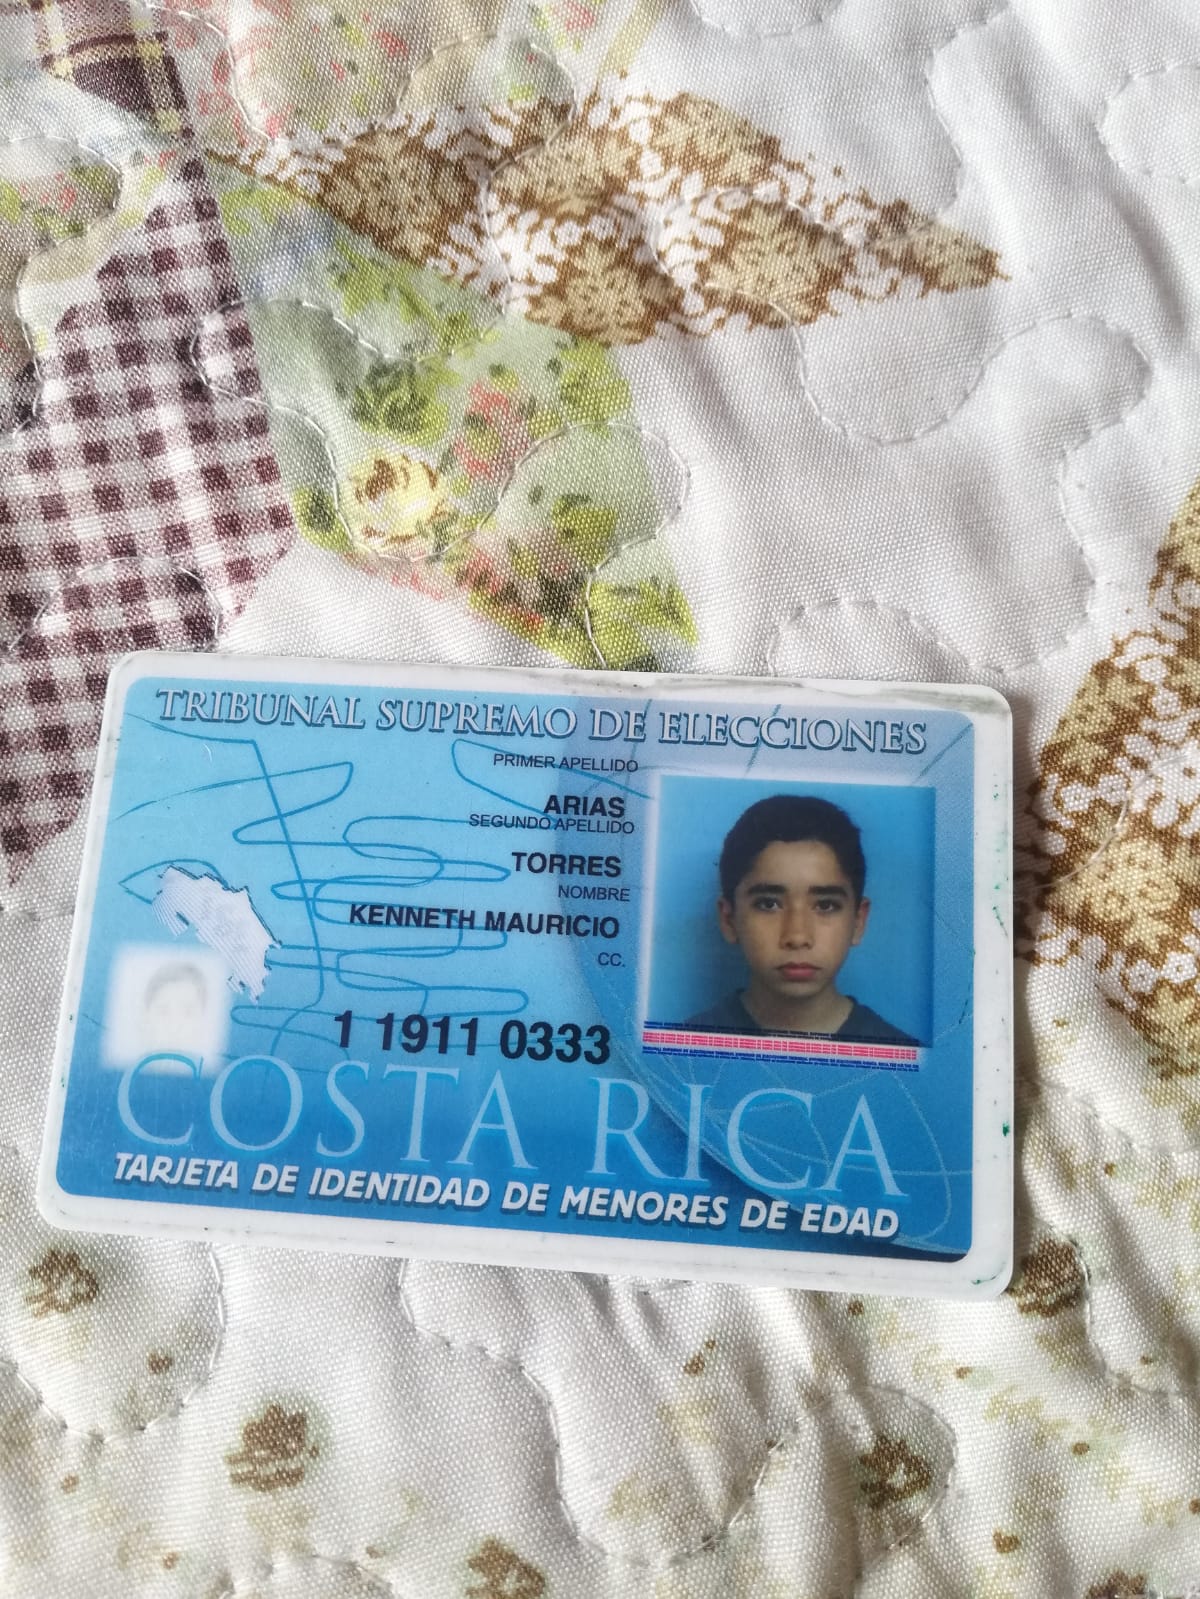 TRIBUNAL SUPREMO DE ELECCIONES
PRIMER APELLIDO
ARIAS
SEGUNDO APELLIDO
TORRES
NOMBRE
KENNETH MAURICIO
CC.
1 1911 0333
COSTA RICA
TARJETA DE IDENTIDAD DE MENORES DE EDAD